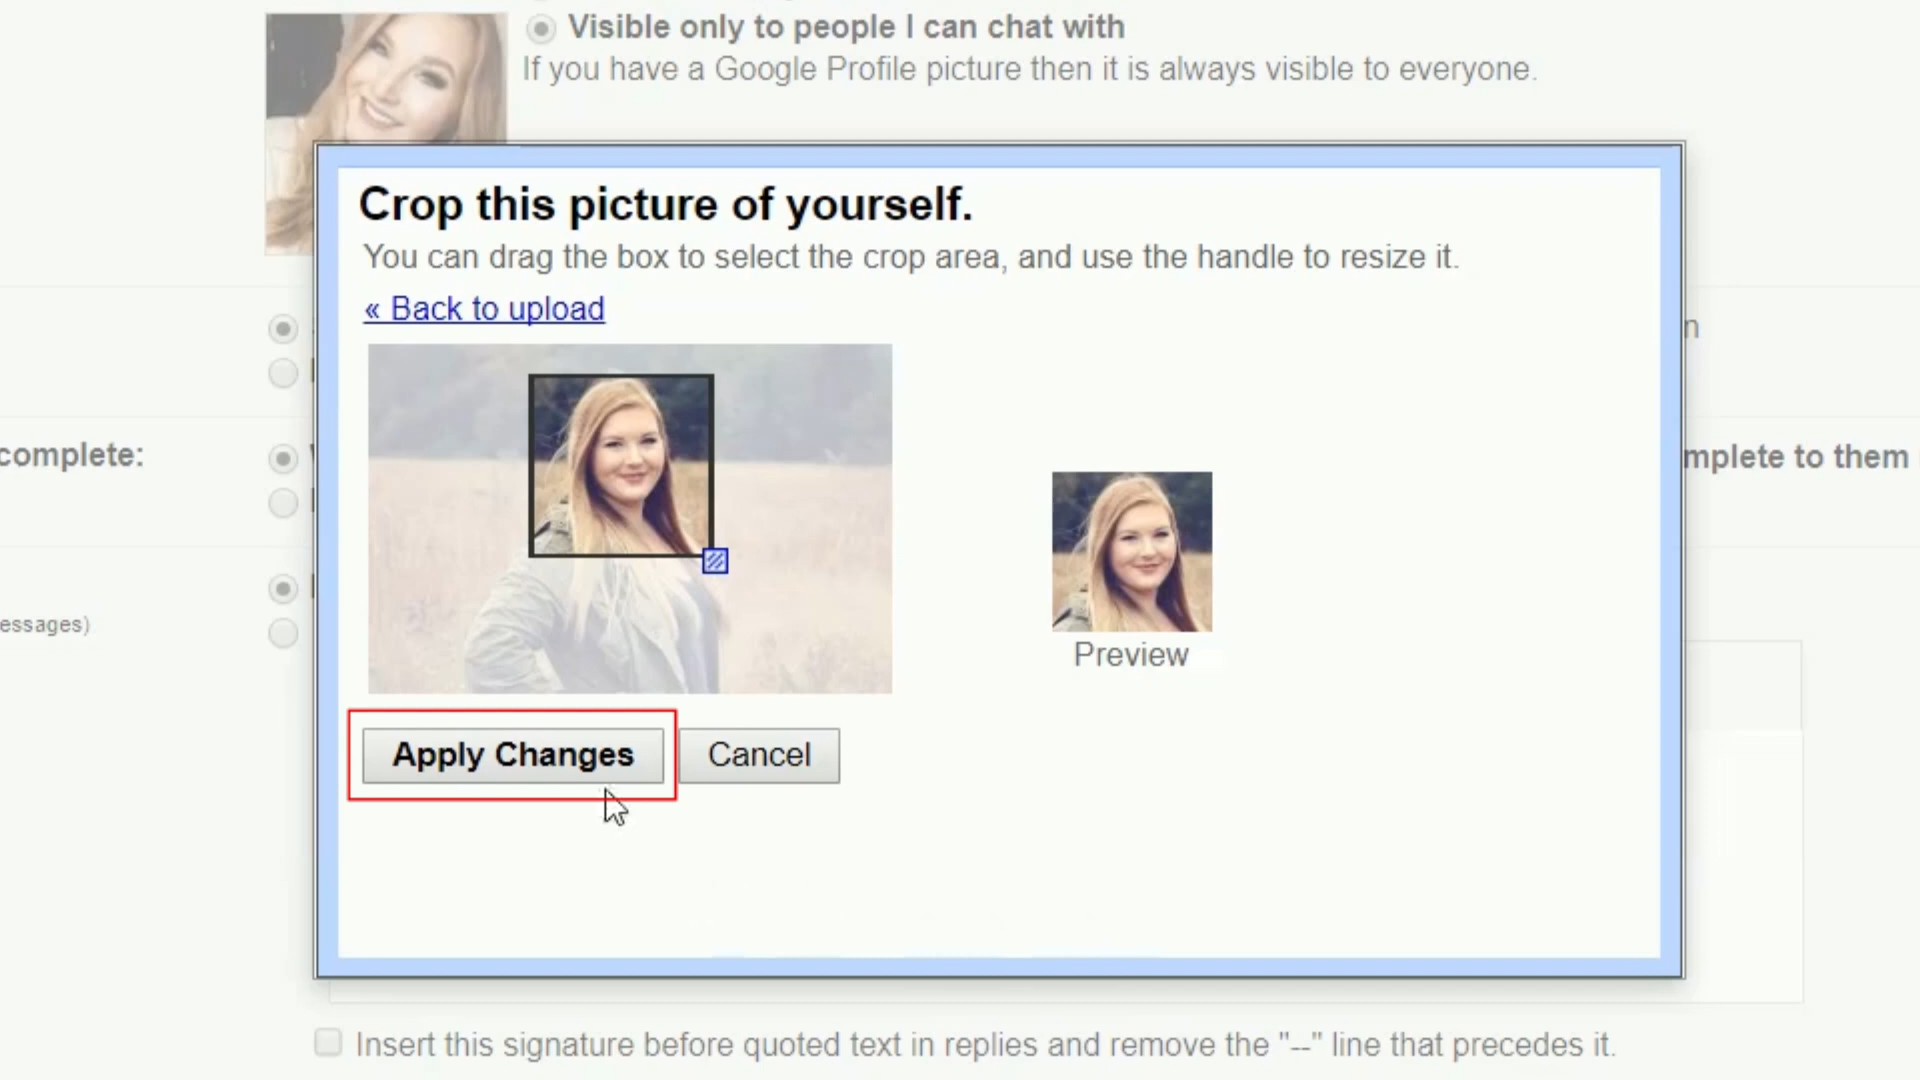 Visible only to people I can chat with
If you have a Google Profile picture then it is always visible to everyone.
Crop this picture of yourself.
You can drag the box to select the crop area, and use the handle to resize it.
« Back to upload
n
complete:
mplete to them
essages)
Preview
Apply Changes
Cancel
Insert this signature before quoted text in replies and remove the "--" line that precedes it.